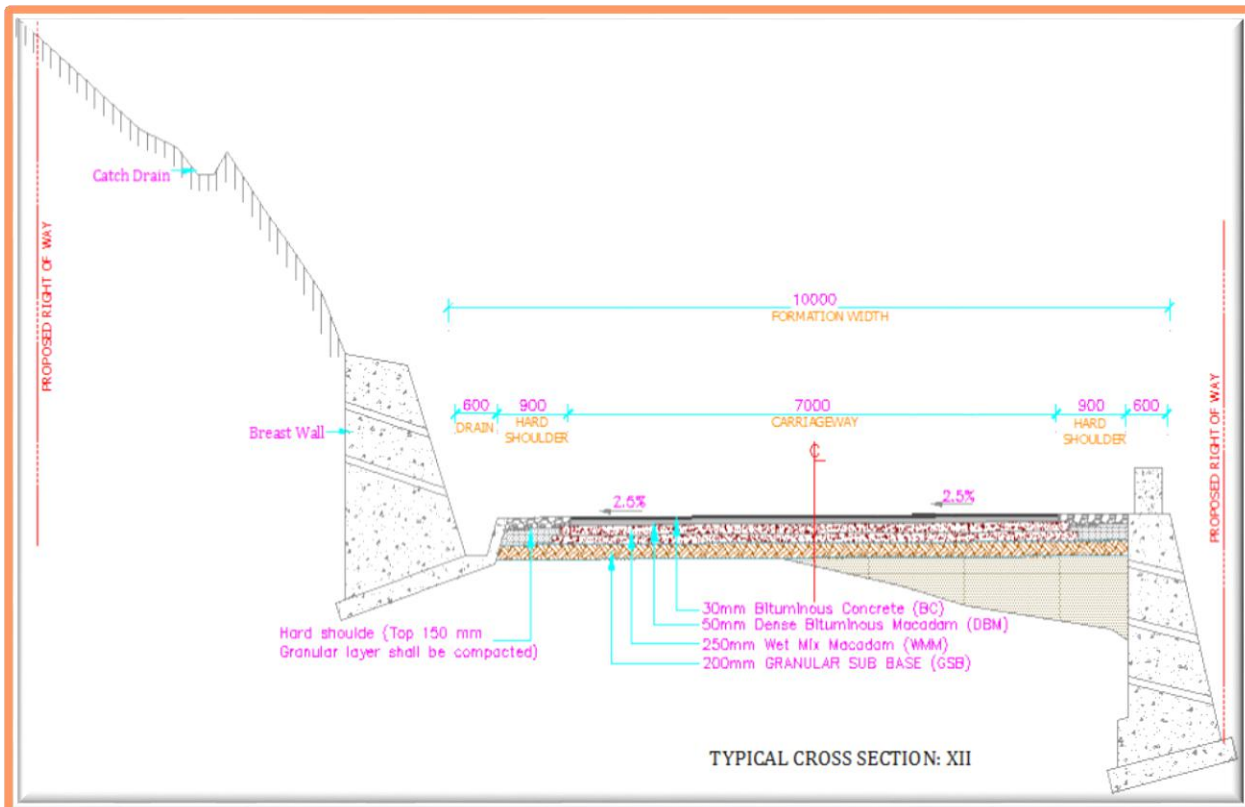 Catch Drain
PROPOSED RIGHT OF WAY
PROPOSED RIGHT OF WAY
10000
FORMATION WIDTH
600
900
7000
900
600
DRAIN
HARD
SHOULDER
CARRIAGEWAY
HARD
SHOULDER
Breast Wall
C
L
2.5%
2.5%
30mm Bituminous Concrete (BC)
50mm Dense Bituminous Macadam (DBM)
250mm Wet Mix Macadam (WMM)
200mm GRANULAR SUB BASE (GSB)
Hard shoulde (Top 150 mm
Granular layer shall be compacted)
TYPICAL CROSS SECTION: XII